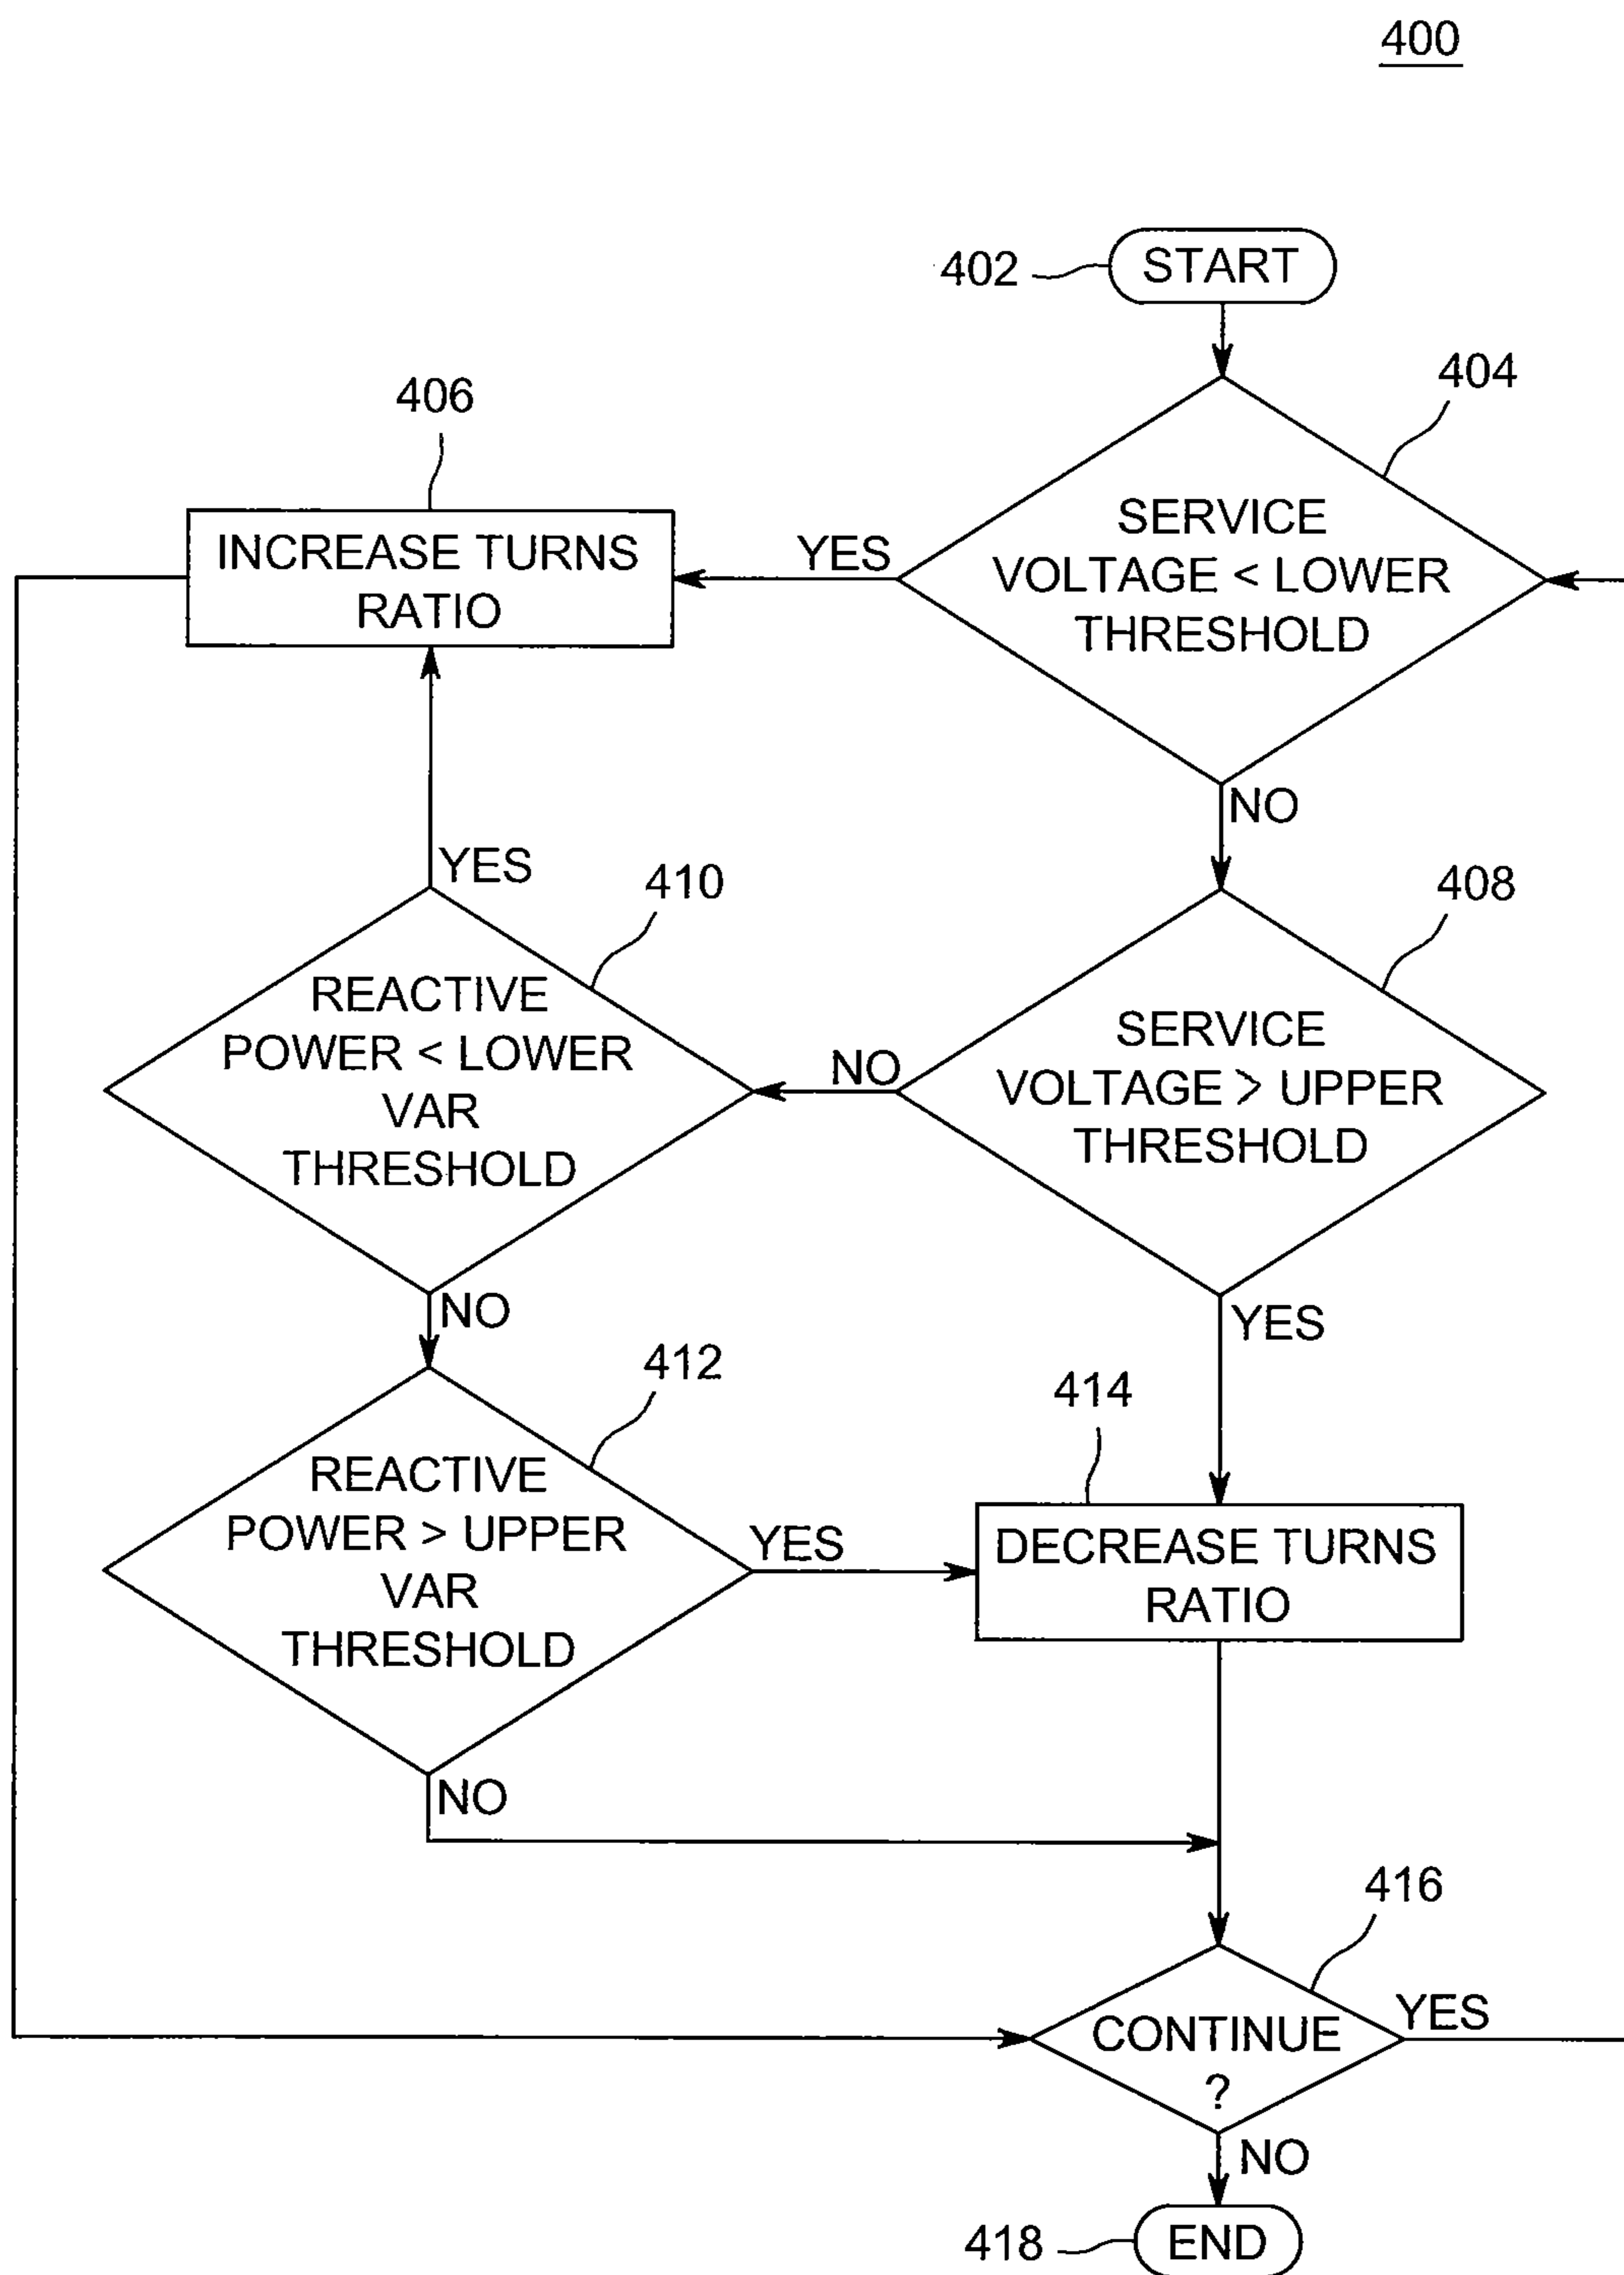 400
402
START
404
406
SERVICE
VOLTAGE < LOWER
THRESHOLD
YES
INCREASE TURNS
RATIO
NO
YES
410
408
REACTIVE
POWER < LOWER
VAR
THRESHOLD
NO
SERVICE
VOLTAGE > UPPER
THRESHOLD
NO
YES
412
414
REACTIVE
POWER > UPPER
VAR
THRESHOLD
YES
DECREASE TURNS
RATIO
NO
416
CONTINUE
?
YES
NO
418
END